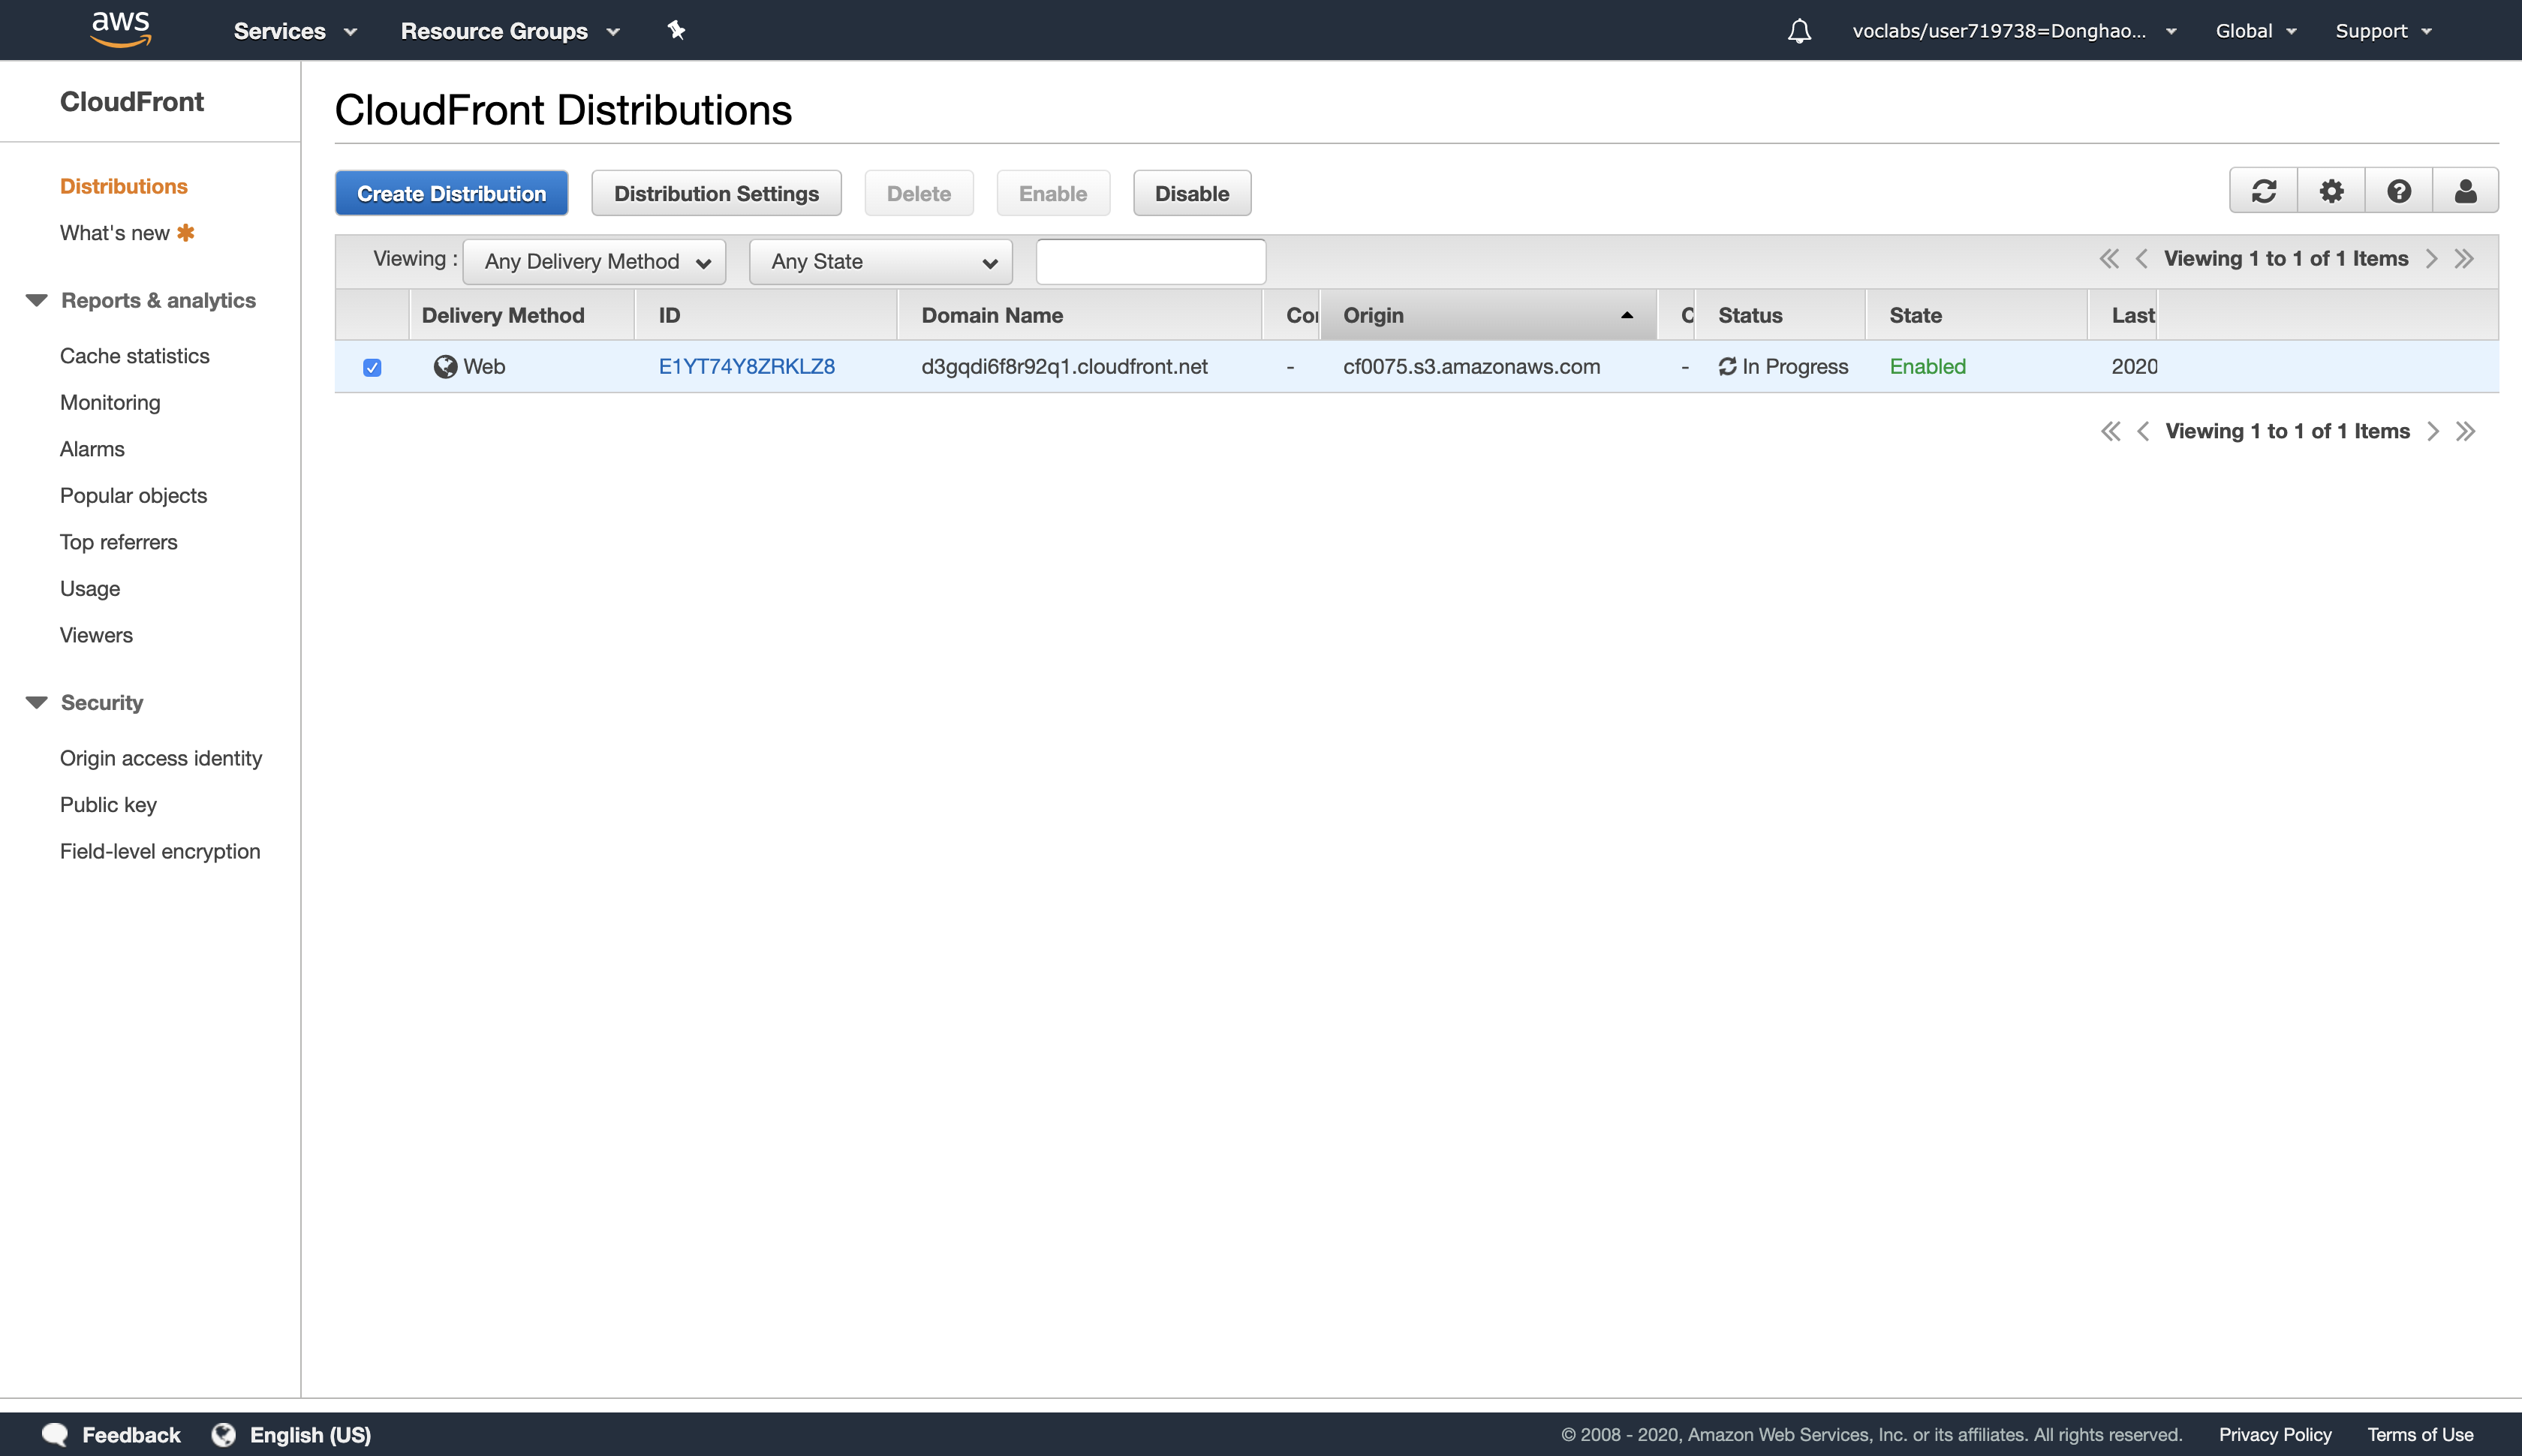 aws Services Resource Groups voclabs/user719738=Donghao... Global Support
CloudFront
CloudFront Distributions
Distributions
What's new
Reports & analytics
Cache statistics
Monitoring
Alarms
Popular objects
Top referrers
Usage
Viewers
Security
Origin access identity
Public key
Field-level encryption
Create Distribution Distribution Settings Delete Enable Disable
Viewing : Any Delivery Method Any State Viewing 1 to 1 of 1 Items
Delivery Method ID Domain Name Co Origin C Status State Last
Web E1YT74Y8ZRKLZ8 d3gqdi6f8r92q1.cloudfront.net - cf0075.s3.amazonaws.com - In Progress Enabled 2020
Viewing 1 to 1 of 1 Items
Feedback English (US) © 2008 - 2020, Amazon Web Services, Inc. or its affiliates. All rights reserved. Privacy Policy Terms of Use